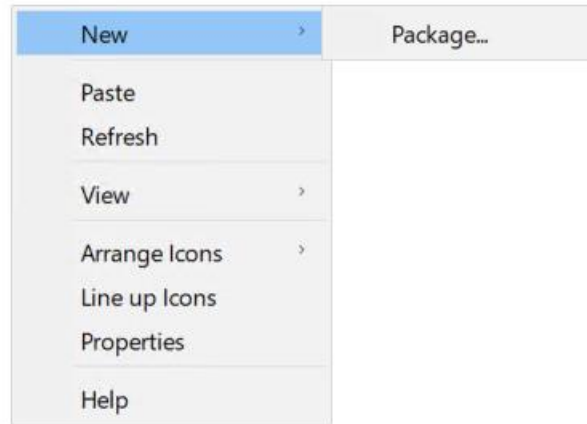 New
Package...
Paste
Refresh
View
Arrange Icons
Line up Icons
Properties
Help